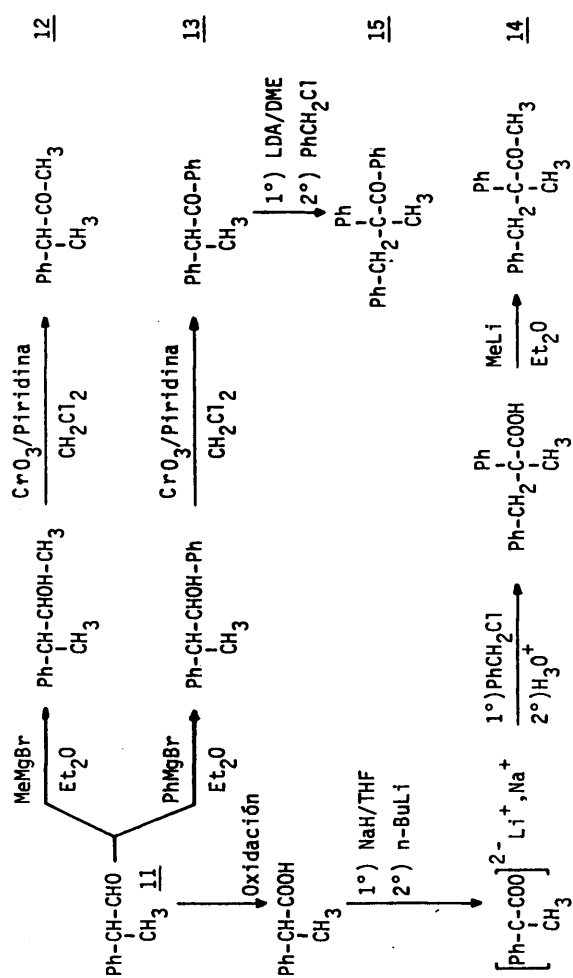 MeMgBr
Et2O
Ph-CH-CHOH-CH3
CH3
CrO3/Piridina
CH2Cl2
Ph-CH-CO-CH3
CH3
12
Ph-CH-CHO
CH3
11
PhMgBr
Et2O
Ph-CH-CHOH-Ph
CH3
CrO3/Piridina
CH2Cl2
Ph-CH-CO-Ph
CH3
13
Oxidación
1°) LDA/DME
2°) PhCH2Cl
Ph-CH-COOH
CH3
Ph
Ph-CH2-C-CO-Ph
CH3
15
1°) NaH/THF
2°) n-BuLi
[Ph-C-COO]2- Li+,Na+
CH3
1°)PhCH2Cl
2°)H3O+
Ph
Ph-CH2-C-COOH
CH3
MeLi
Et2O
Ph
Ph-CH2-C-CO-CH3
CH3
14